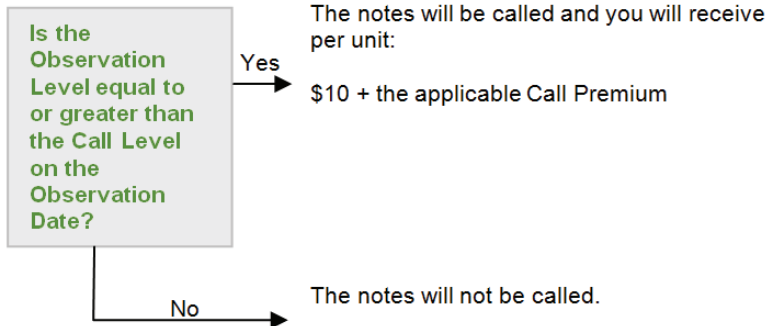 Is the
Observation
Level equal to
or greater than
the Call Level
on the
Observation
Date?
Yes
The notes will be called and you will receive
per unit:
$10 + the applicable Call Premium
No
The notes will not be called.